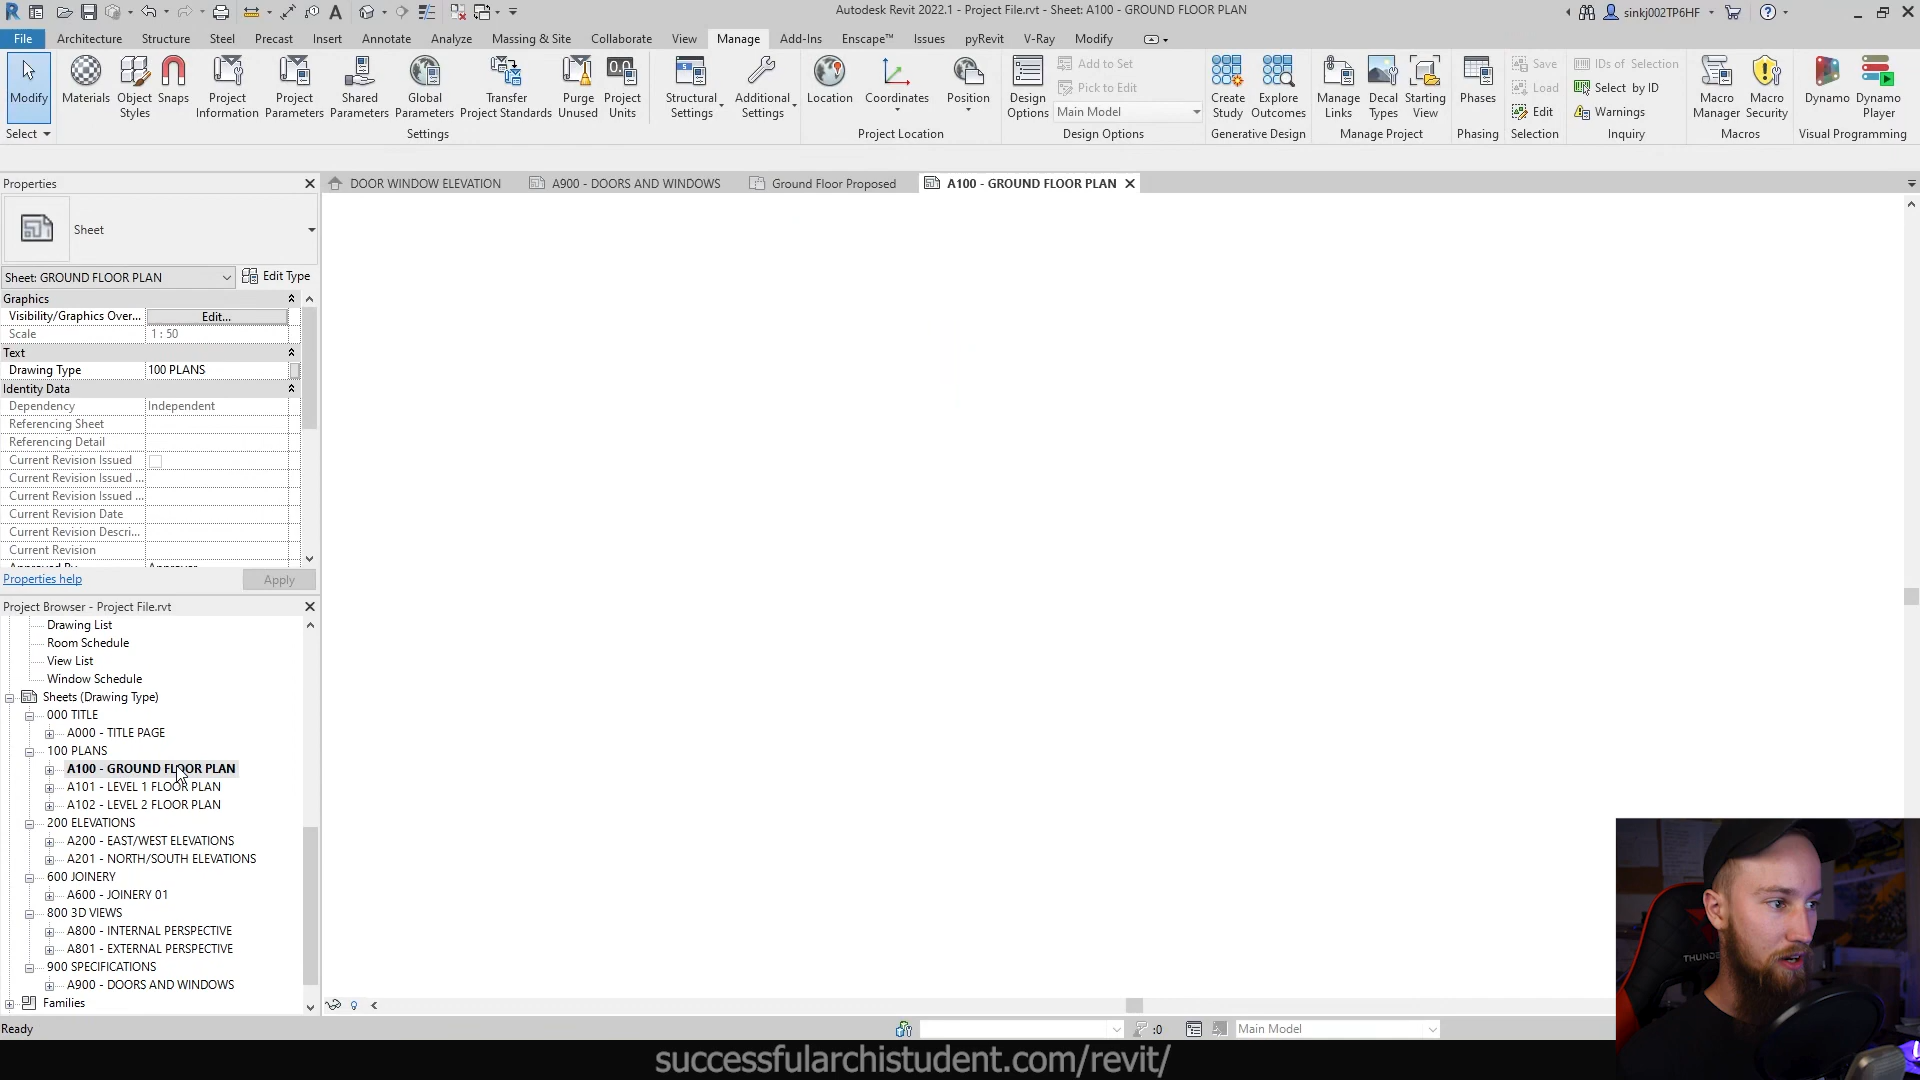 Autodesk Revit 2022.1 - Project File.rvt - Sheet: A100 - GROUND FLOOR PLAN
sinkj002TP6HF
File Architecture Structure Steel Precast Insert Annotate Analyze Massing & Site Collaborate View Manage Add-Ins Enscape™ Issues pyRevit V-Ray Modify
Modify
Materials
Object Styles
Snaps
Project Information
Project Parameters
Shared Parameters
Global Parameters
Transfer Project Standards
Purge Unused
0.0
Project Units
Structural Settings
Additional Settings
Location
Coordinates
Position
Design Options
Add to Set
Pick to Edit
Main Model
Create Study
Explore Outcomes
Manage Links
Decal Types
Starting View
Phases
Save
Load
Edit
IDs of Selection
Select by ID
Warnings
Macro Manager
Macro Security
Dynamo
Dynamo Player
Select
Settings
Project Location
Design Options
Generative Design
Manage Project
Phasing
Selection
Inquiry
Macros
Visual Programming
Properties
DOOR WINDOW ELEVATION
A900 - DOORS AND WINDOWS
Ground Floor Proposed
A100 - GROUND FLOOR PLAN
Sheet
Sheet: GROUND FLOOR PLAN
Edit Type
Graphics
Visibility/Graphics Over... Edit...
Scale 1 : 50
Text
Drawing Type 100 PLANS
Identity Data
Dependency Independent
Referencing Sheet
Referencing Detail
Current Revision Issued
Current Revision Issued ...
Current Revision Issued ...
Current Revision Date
Current Revision Descri...
Current Revision
Approved By Approver
Properties help
Apply
Project Browser - Project File.rvt
Drawing List
Room Schedule
View List
Window Schedule
Sheets (Drawing Type)
000 TITLE
A000 - TITLE PAGE
100 PLANS
A100 - GROUND FLOOR PLAN
A101 - LEVEL 1 FLOOR PLAN
A102 - LEVEL 2 FLOOR PLAN
200 ELEVATIONS
A200 - EAST/WEST ELEVATIONS
A201 - NORTH/SOUTH ELEVATIONS
600 JOINERY
A600 - JOINERY 01
800 3D VIEWS
A800 - INTERNAL PERSPECTIVE
A801 - EXTERNAL PERSPECTIVE
900 SPECIFICATIONS
A900 - DOORS AND WINDOWS
Families
Ready
:0
Main Model
successfularchistudent.com/revit/